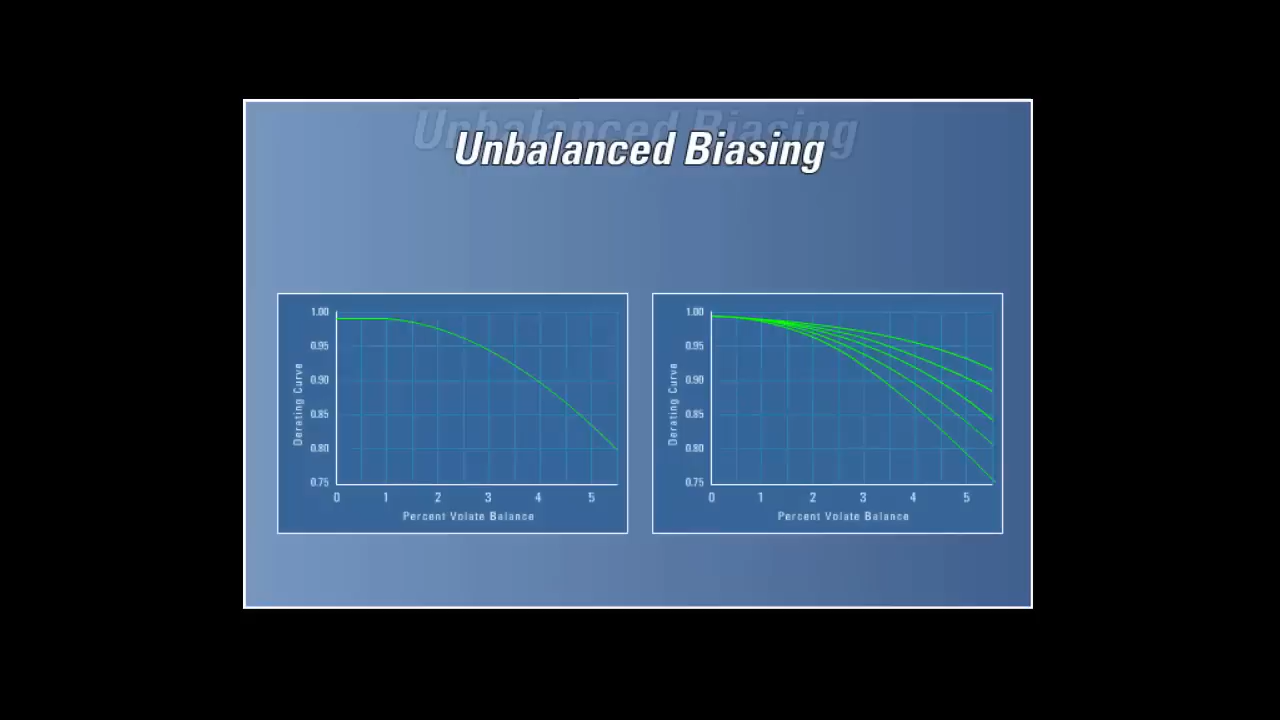 Unbalanced Biasing
Unbalanced Biasing
1.00
0.95
0.90
0.85
0.80
0.75
Derating Curve
0 1 2 3 4 5
Percent Volate Balance
1.00
0.95
0.90
0.85
0.80
0.75
Derating Curve
0 1 2 3 4 5
Percent Volate Balance